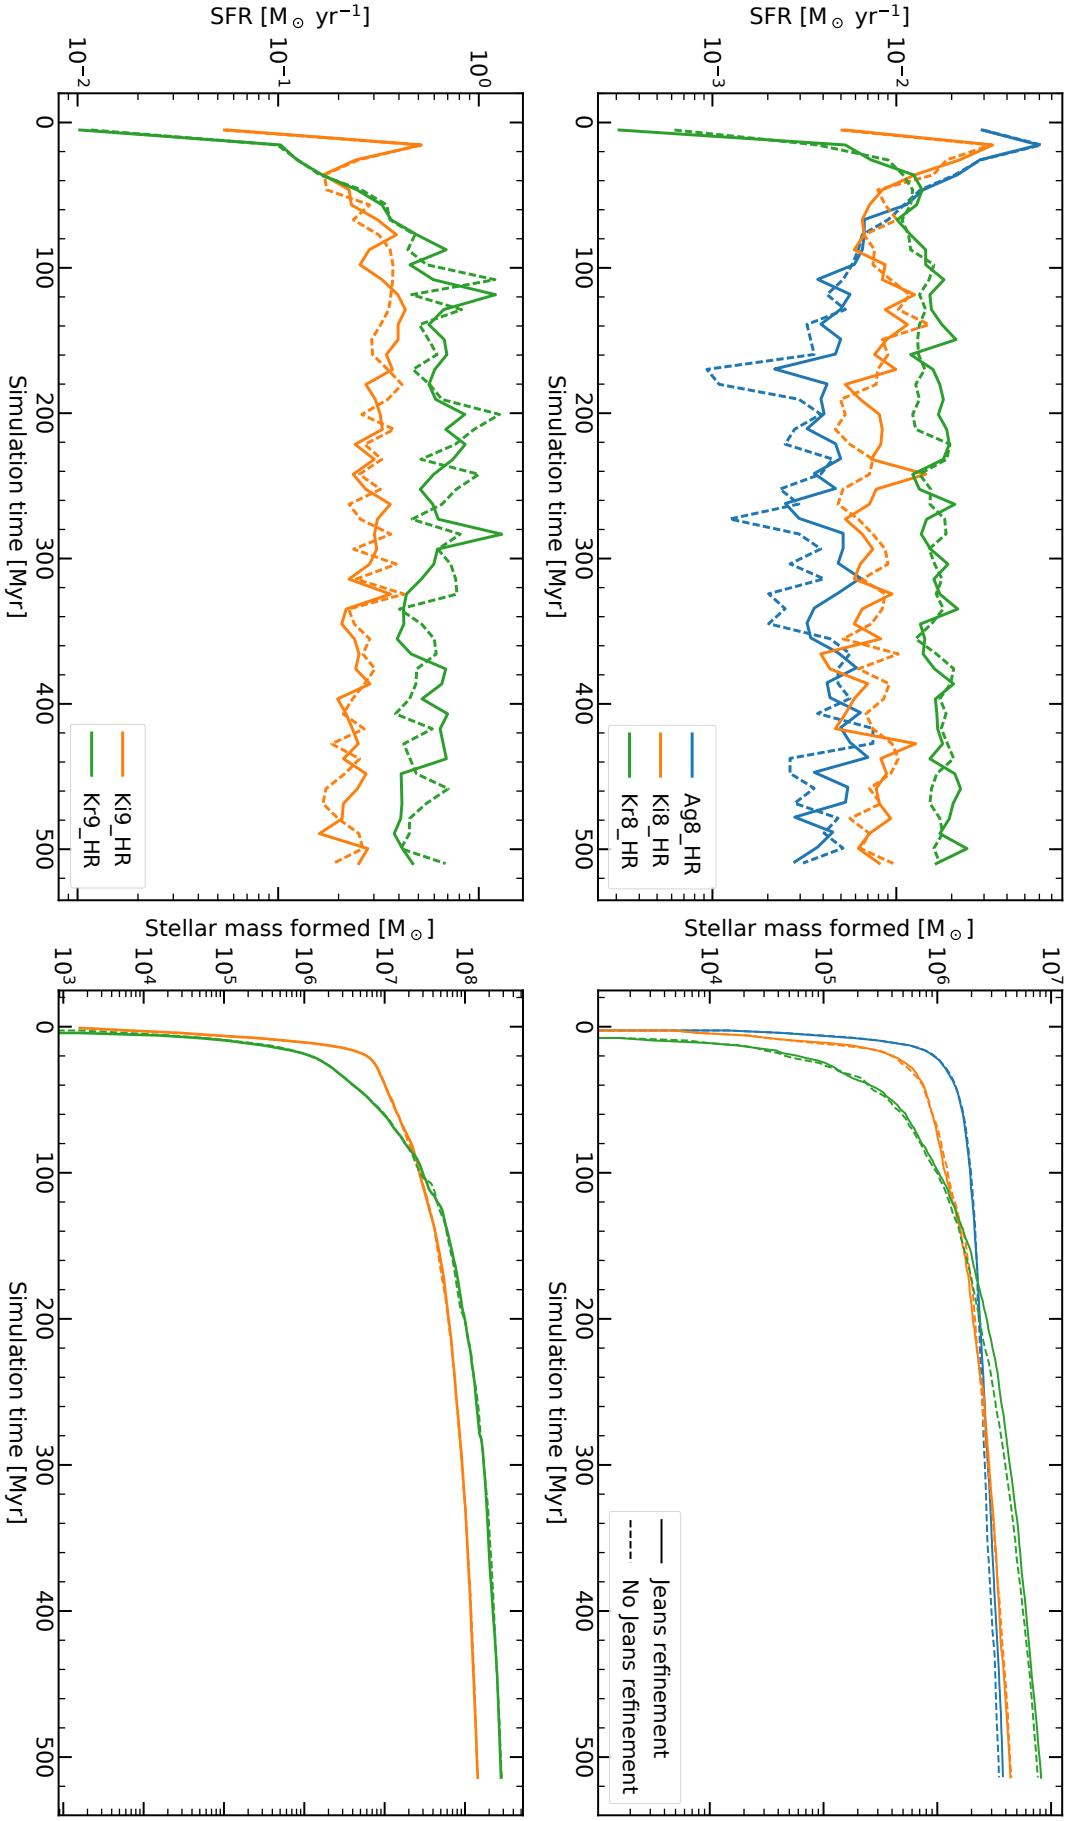 SFR [M⊙ yr⁻¹]
10⁻²
10⁻³
0 100 200 300 400 500
Simulation time [Myr]
Ag8_HR
Ki8_HR
Kr8_HR
Stellar mass formed [M⊙]
10⁷
10⁶
10⁵
10⁴
0 100 200 300 400 500
Simulation time [Myr]
Jeans refinement
No Jeans refinement
SFR [M⊙ yr⁻¹]
10⁰
10⁻¹
10⁻²
0 100 200 300 400 500
Simulation time [Myr]
Ki9_HR
Kr9_HR
Stellar mass formed [M⊙]
10⁸
10⁷
10⁶
10⁵
10⁴
10³
0 100 200 300 400 500
Simulation time [Myr]